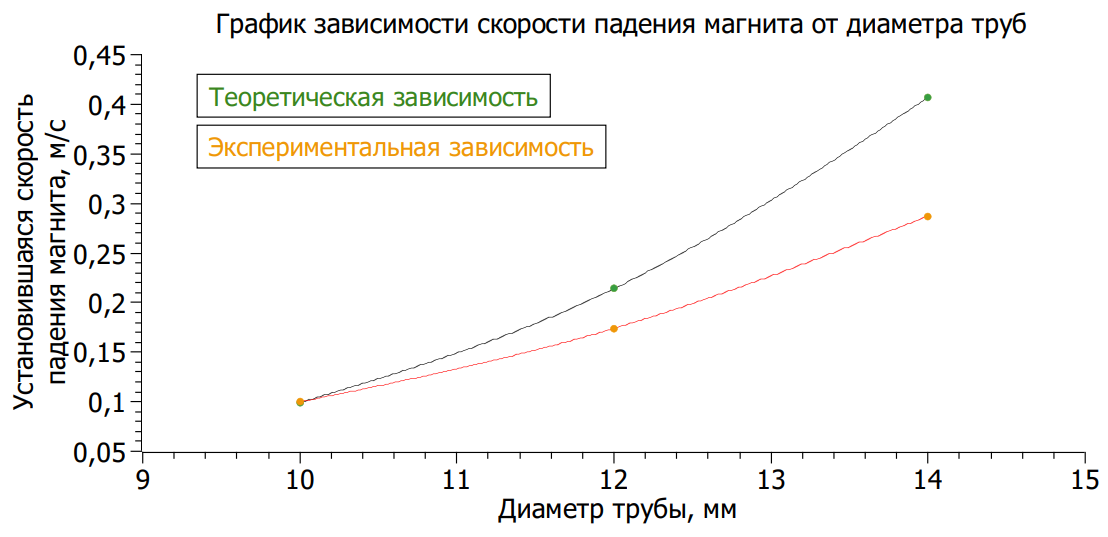 График зависимости скорости падения магнита от диаметра труб
Установившаяся скорость
падения магнита, м/с
0,45
0,4
0,35
0,3
0,25
0,2
0,15
0,1
0,05
Теоретическая зависимость
Экспериментальная зависимость
9
10
11
12
13
14
15
Диаметр трубы, мм